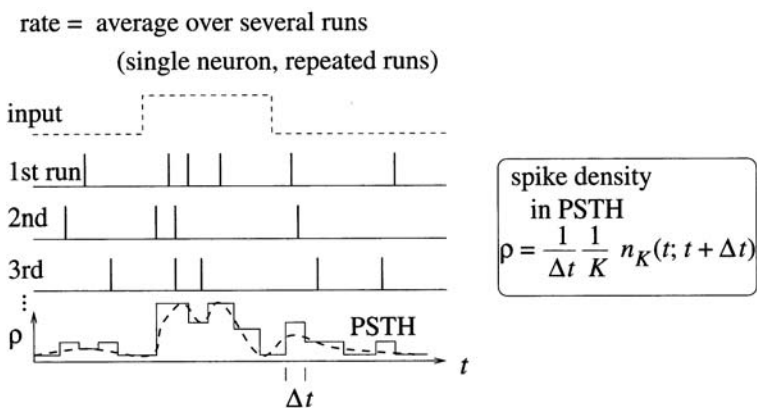 rate = average over several runs
(single neuron, repeated runs)
input
1st run
2nd
3rd
...
ρ
PSTH
t
Δt
spike density
in PSTH
ρ = 1/Δt 1/K n_K(t; t + Δt)